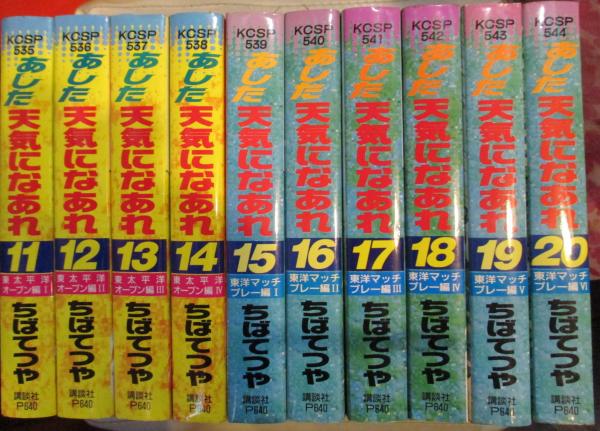 KCSP
535
あした天気になあれ
11
東太平洋
オープン編Ⅰ
ちばてつや
講談社
P640
KCSP
536
あした天気になあれ
12
東太平洋
オープン編Ⅱ
ちばてつや
講談社
P640
KCSP
537
あした天気になあれ
13
東太平洋
オープン編Ⅲ
ちばてつや
講談社
P640
KCSP
538
あした天気になあれ
14
東太平洋
オープン編Ⅳ
ちばてつや
講談社
P640
KCSP
539
あした天気になあれ
15
東洋マッチ
プレー編Ⅰ
ちばてつや
講談社
P640
KCSP
540
あした天気になあれ
16
東洋マッチ
プレー編Ⅱ
ちばてつや
講談社
P640
KCSP
541
あした天気になあれ
17
東洋マッチ
プレー編Ⅲ
ちばてつや
講談社
P640
KCSP
542
あした天気になあれ
18
東洋マッチ
プレー編Ⅳ
ちばてつや
講談社
P640
KCSP
543
あした天気になあれ
19
東洋マッチ
プレー編Ⅴ
ちばてつや
講談社
P640
KCSP
544
あした天気になあれ
20
東洋マッチ
プレー編Ⅵ
ちばてつや
講談社
P640